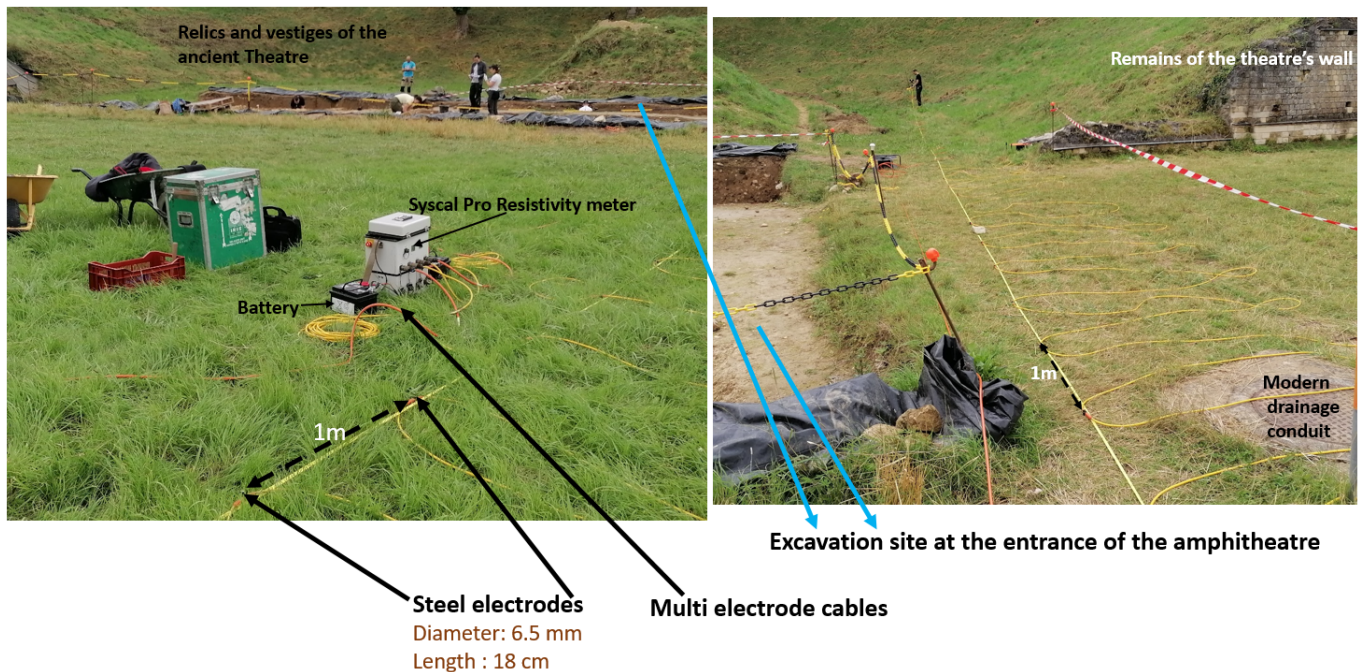 Relics and vestiges of the
ancient Theatre
Syscal Pro Resistivity meter
Battery
1m
Remains of the theatre's wall
1m
Modern
drainage
conduit
Excavation site at the entrance of the amphitheatre
Steel electrodes
Diameter: 6.5 mm
Length : 18 cm
Multi electrode cables